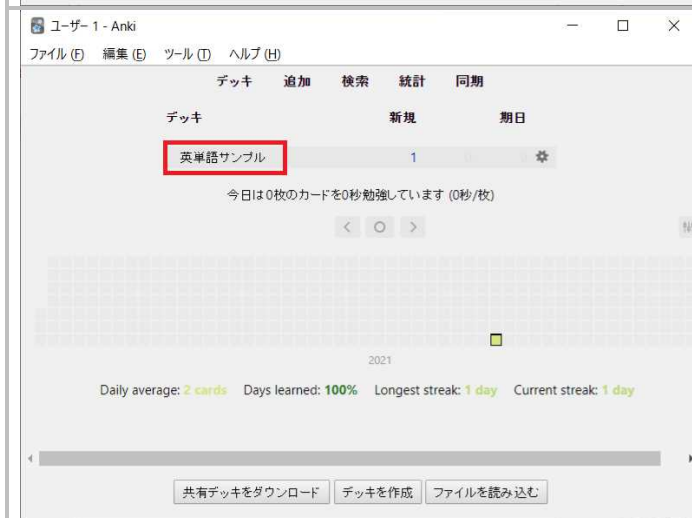 ユーザー 1 - Anki
ファイル (F) 編集 (E) ツール (T) ヘルプ (H)
デッキ 追加 検索 統計 同期
デッキ 新規 期日
英単語サンプル 1 0 0
今日は0枚のカードを0秒勉強しています (0秒/枚)
2021
Daily average: 2 cards Days learned: 100% Longest streak: 1 day Current streak: 1 day
共有デッキをダウンロード デッキを作成 ファイルを読み込む